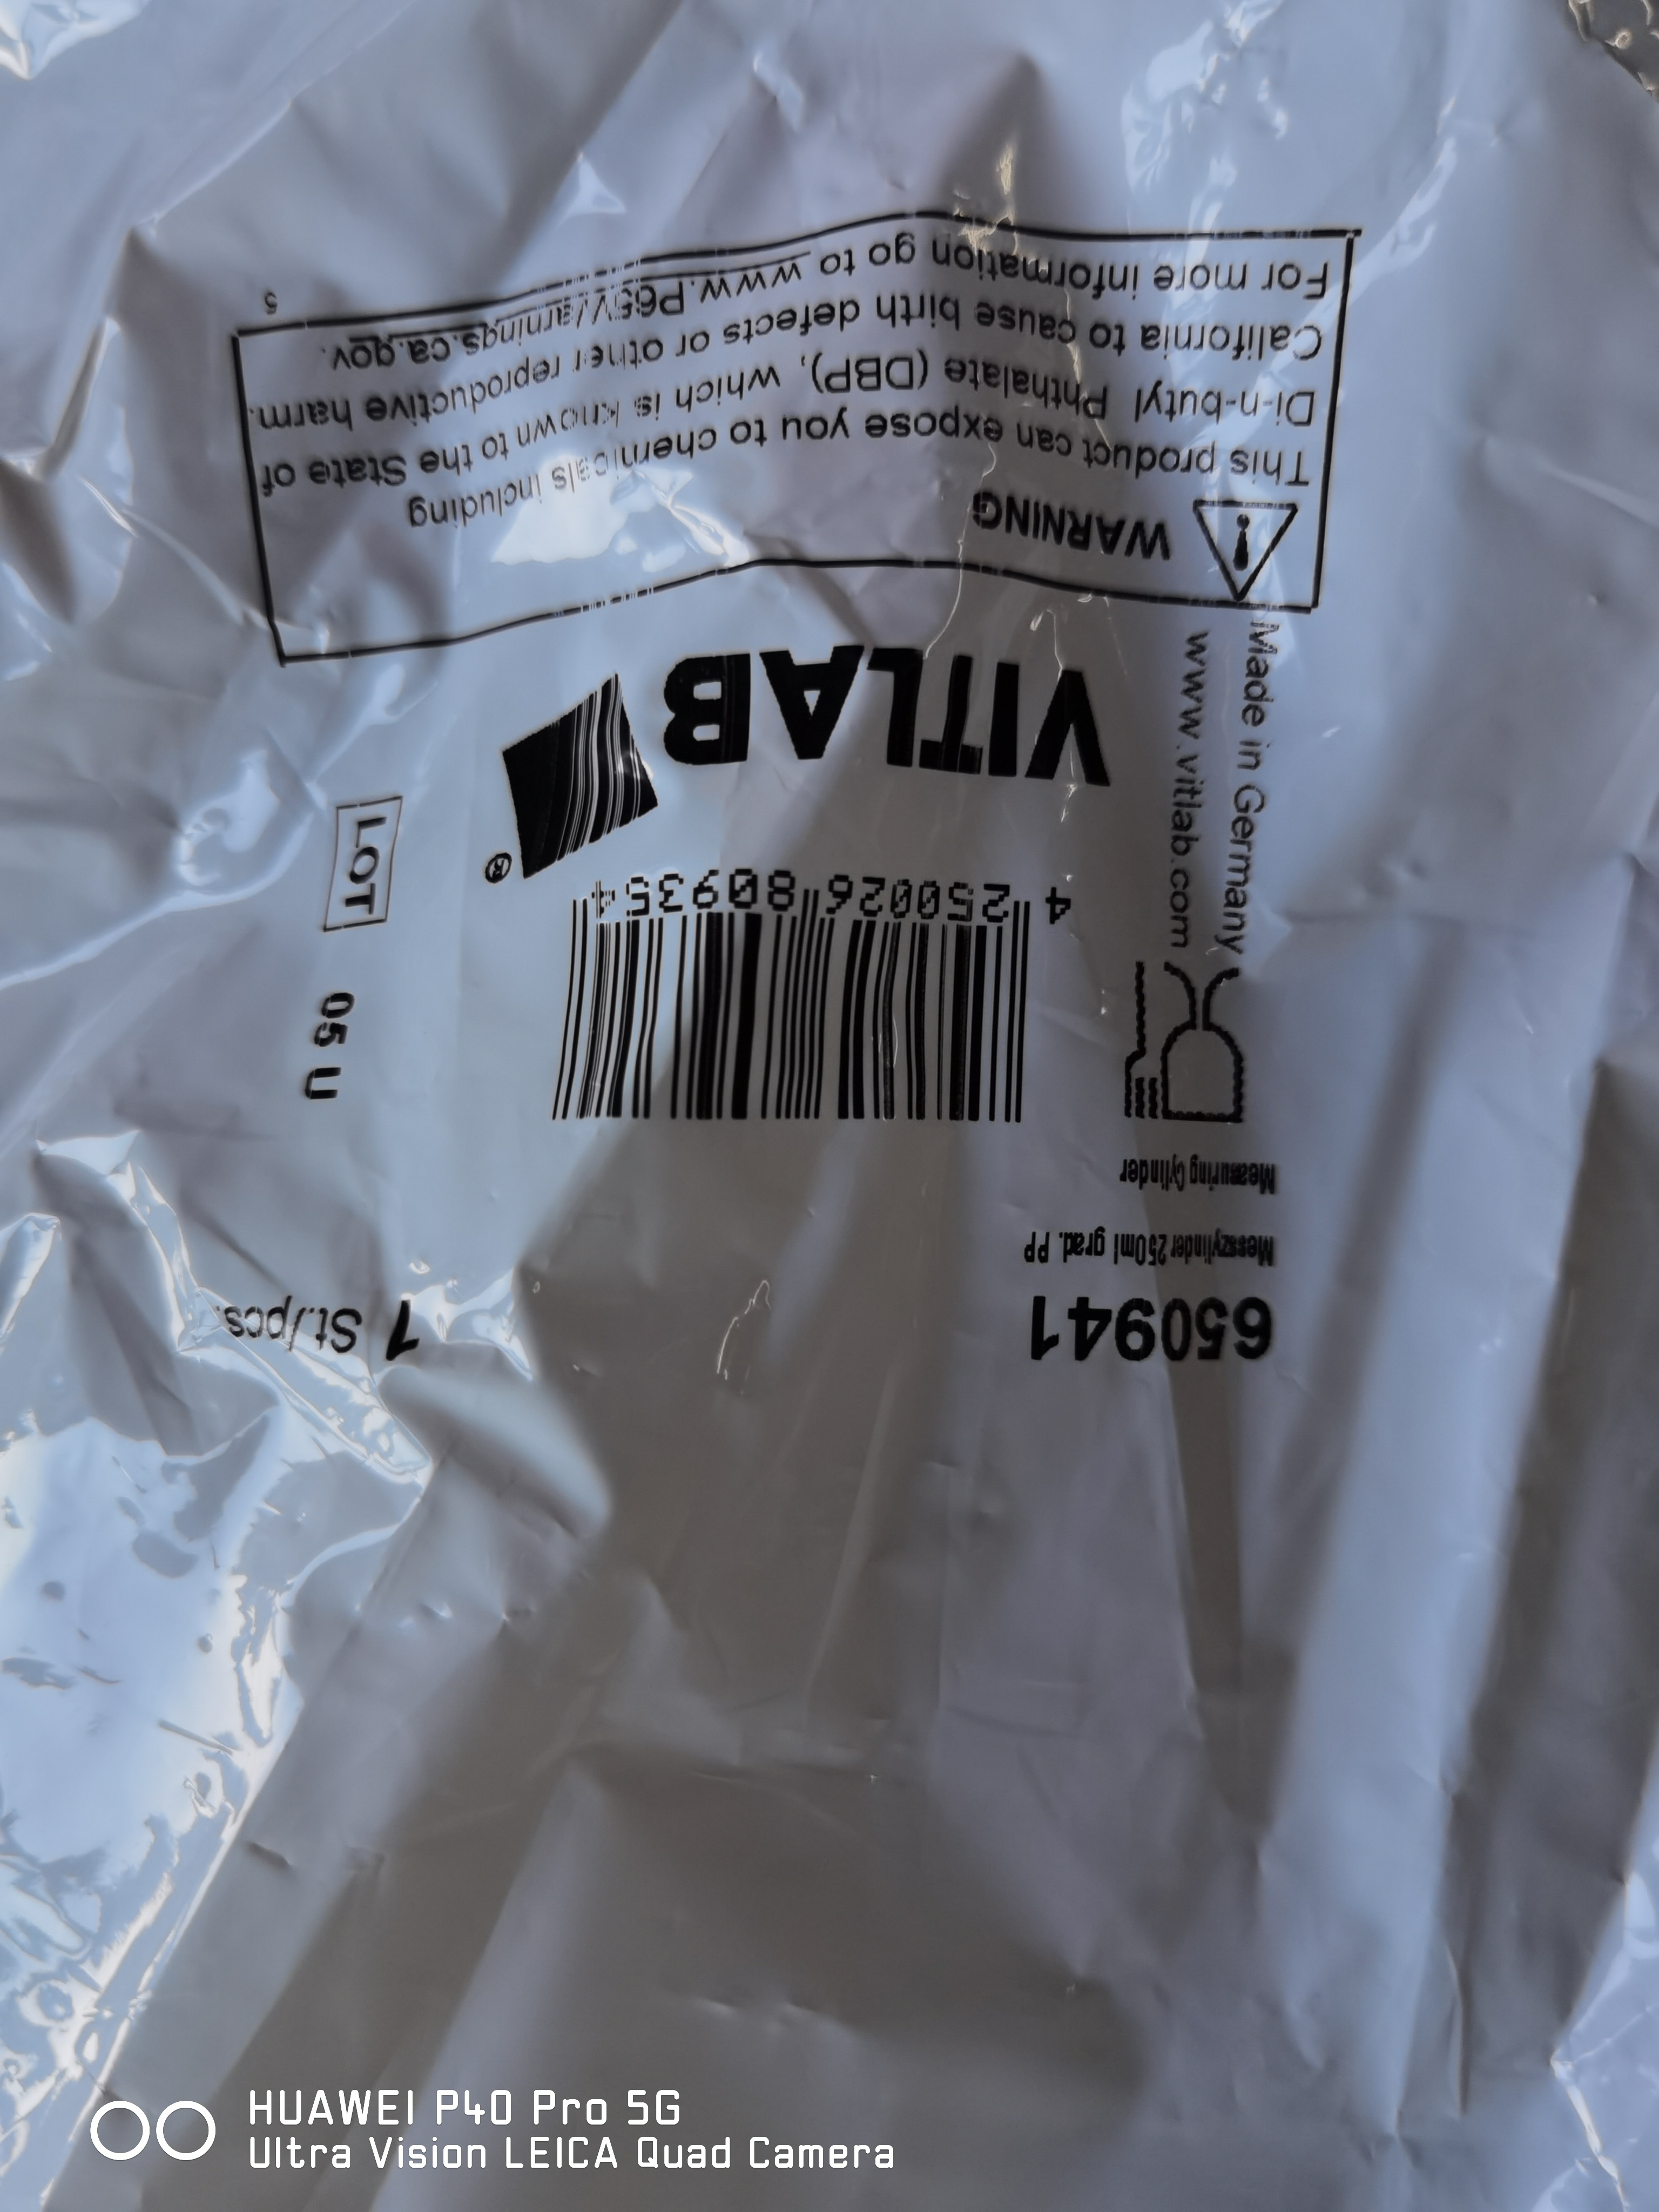 650941
1 St./pcs.
Messzylinder 250ml grad. PP
Measuring Cylinder
4 250026 809354
LOT 05 U
Made in Germany
www.vitlab.com
VITLAB ®
WARNING
This product can expose you to chemicals including
Di-n-butyl Phthalate (DBP), which is known to the State of
California to cause birth defects or other reproductive harm.
For more information go to www.P65Warnings.ca.gov.
5
HUAWEI P40 Pro 5G
Ultra Vision LEICA Quad Camera